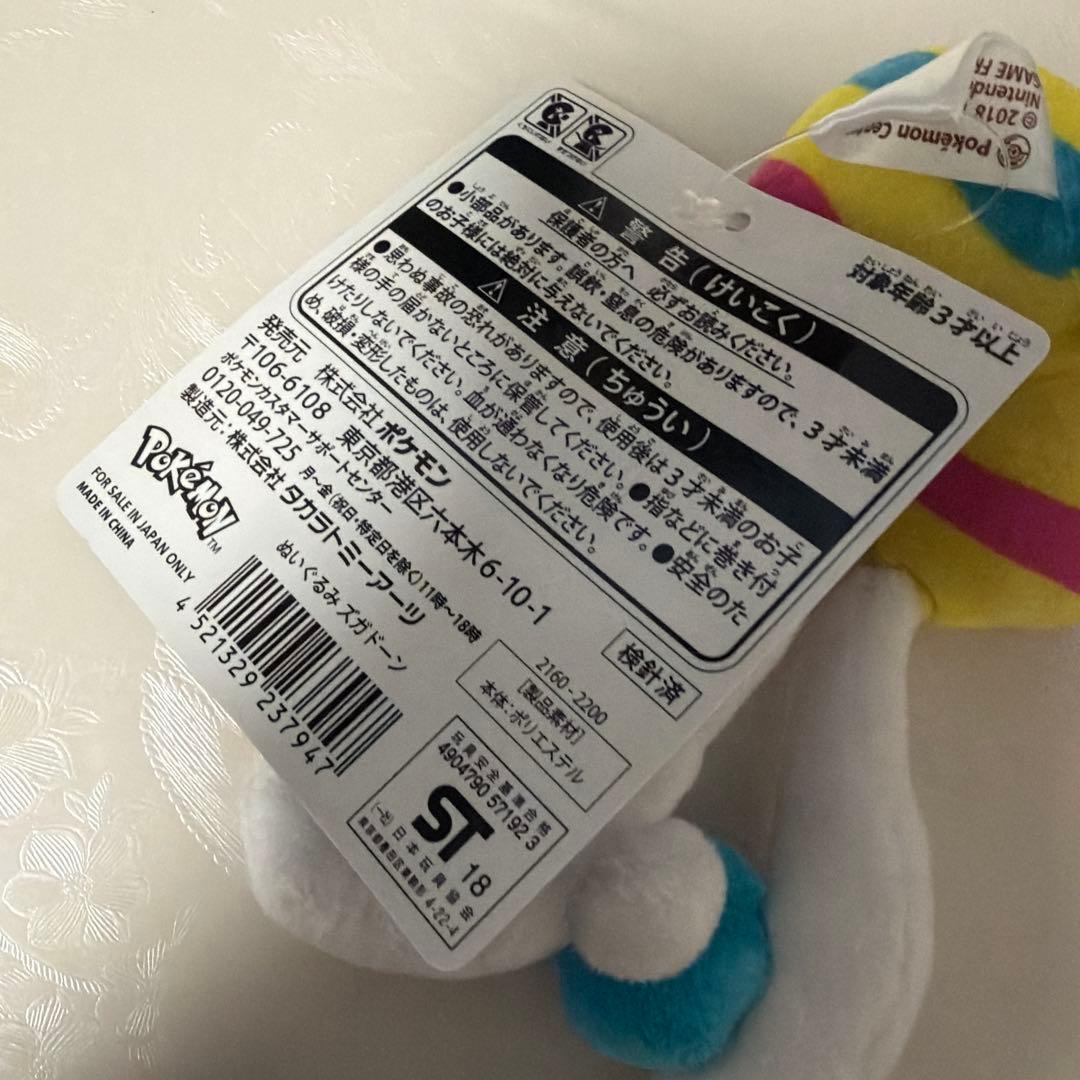 対象年齢3才以上
警告(けいこく)
保護者の方へ 必ずお読みください。
●小部品があります。誤飲・窒息の危険がありますので、3才未満
のお子様には絶対に与えないでください。
注意(ちゅうい)
●思わぬ事故の恐れがありますので、使用後は3才未満のお子
様の手の届かないところに保管してください。●指などに巻き付
けたりしないでください。血が通わなくなり危険です。●安全のた
め、破損・変形したものは、使用しないでください。
発売元 株式会社ポケモン
〒106-6108 東京都港区六本木6-10-1
ポケモンカスタマーサポートセンター
0120-049-725 月〜金(祝日・特定日を除く)11時〜18時
製造元:株式会社タカラトミーアーツ
検針済
POKéMON™
FOR SALE IN JAPAN ONLY
MADE IN CHINA
ぬいぐるみ ズガドーン
4 521329 237947
2160-2200
[製品素材]
本体:ポリエステル
玩具安全基準合格
4904790 57192 3
ST 18
(一社)日本玩具協会
4-22-4
Pokémon Cente
© 2018
Nintend
GAME F